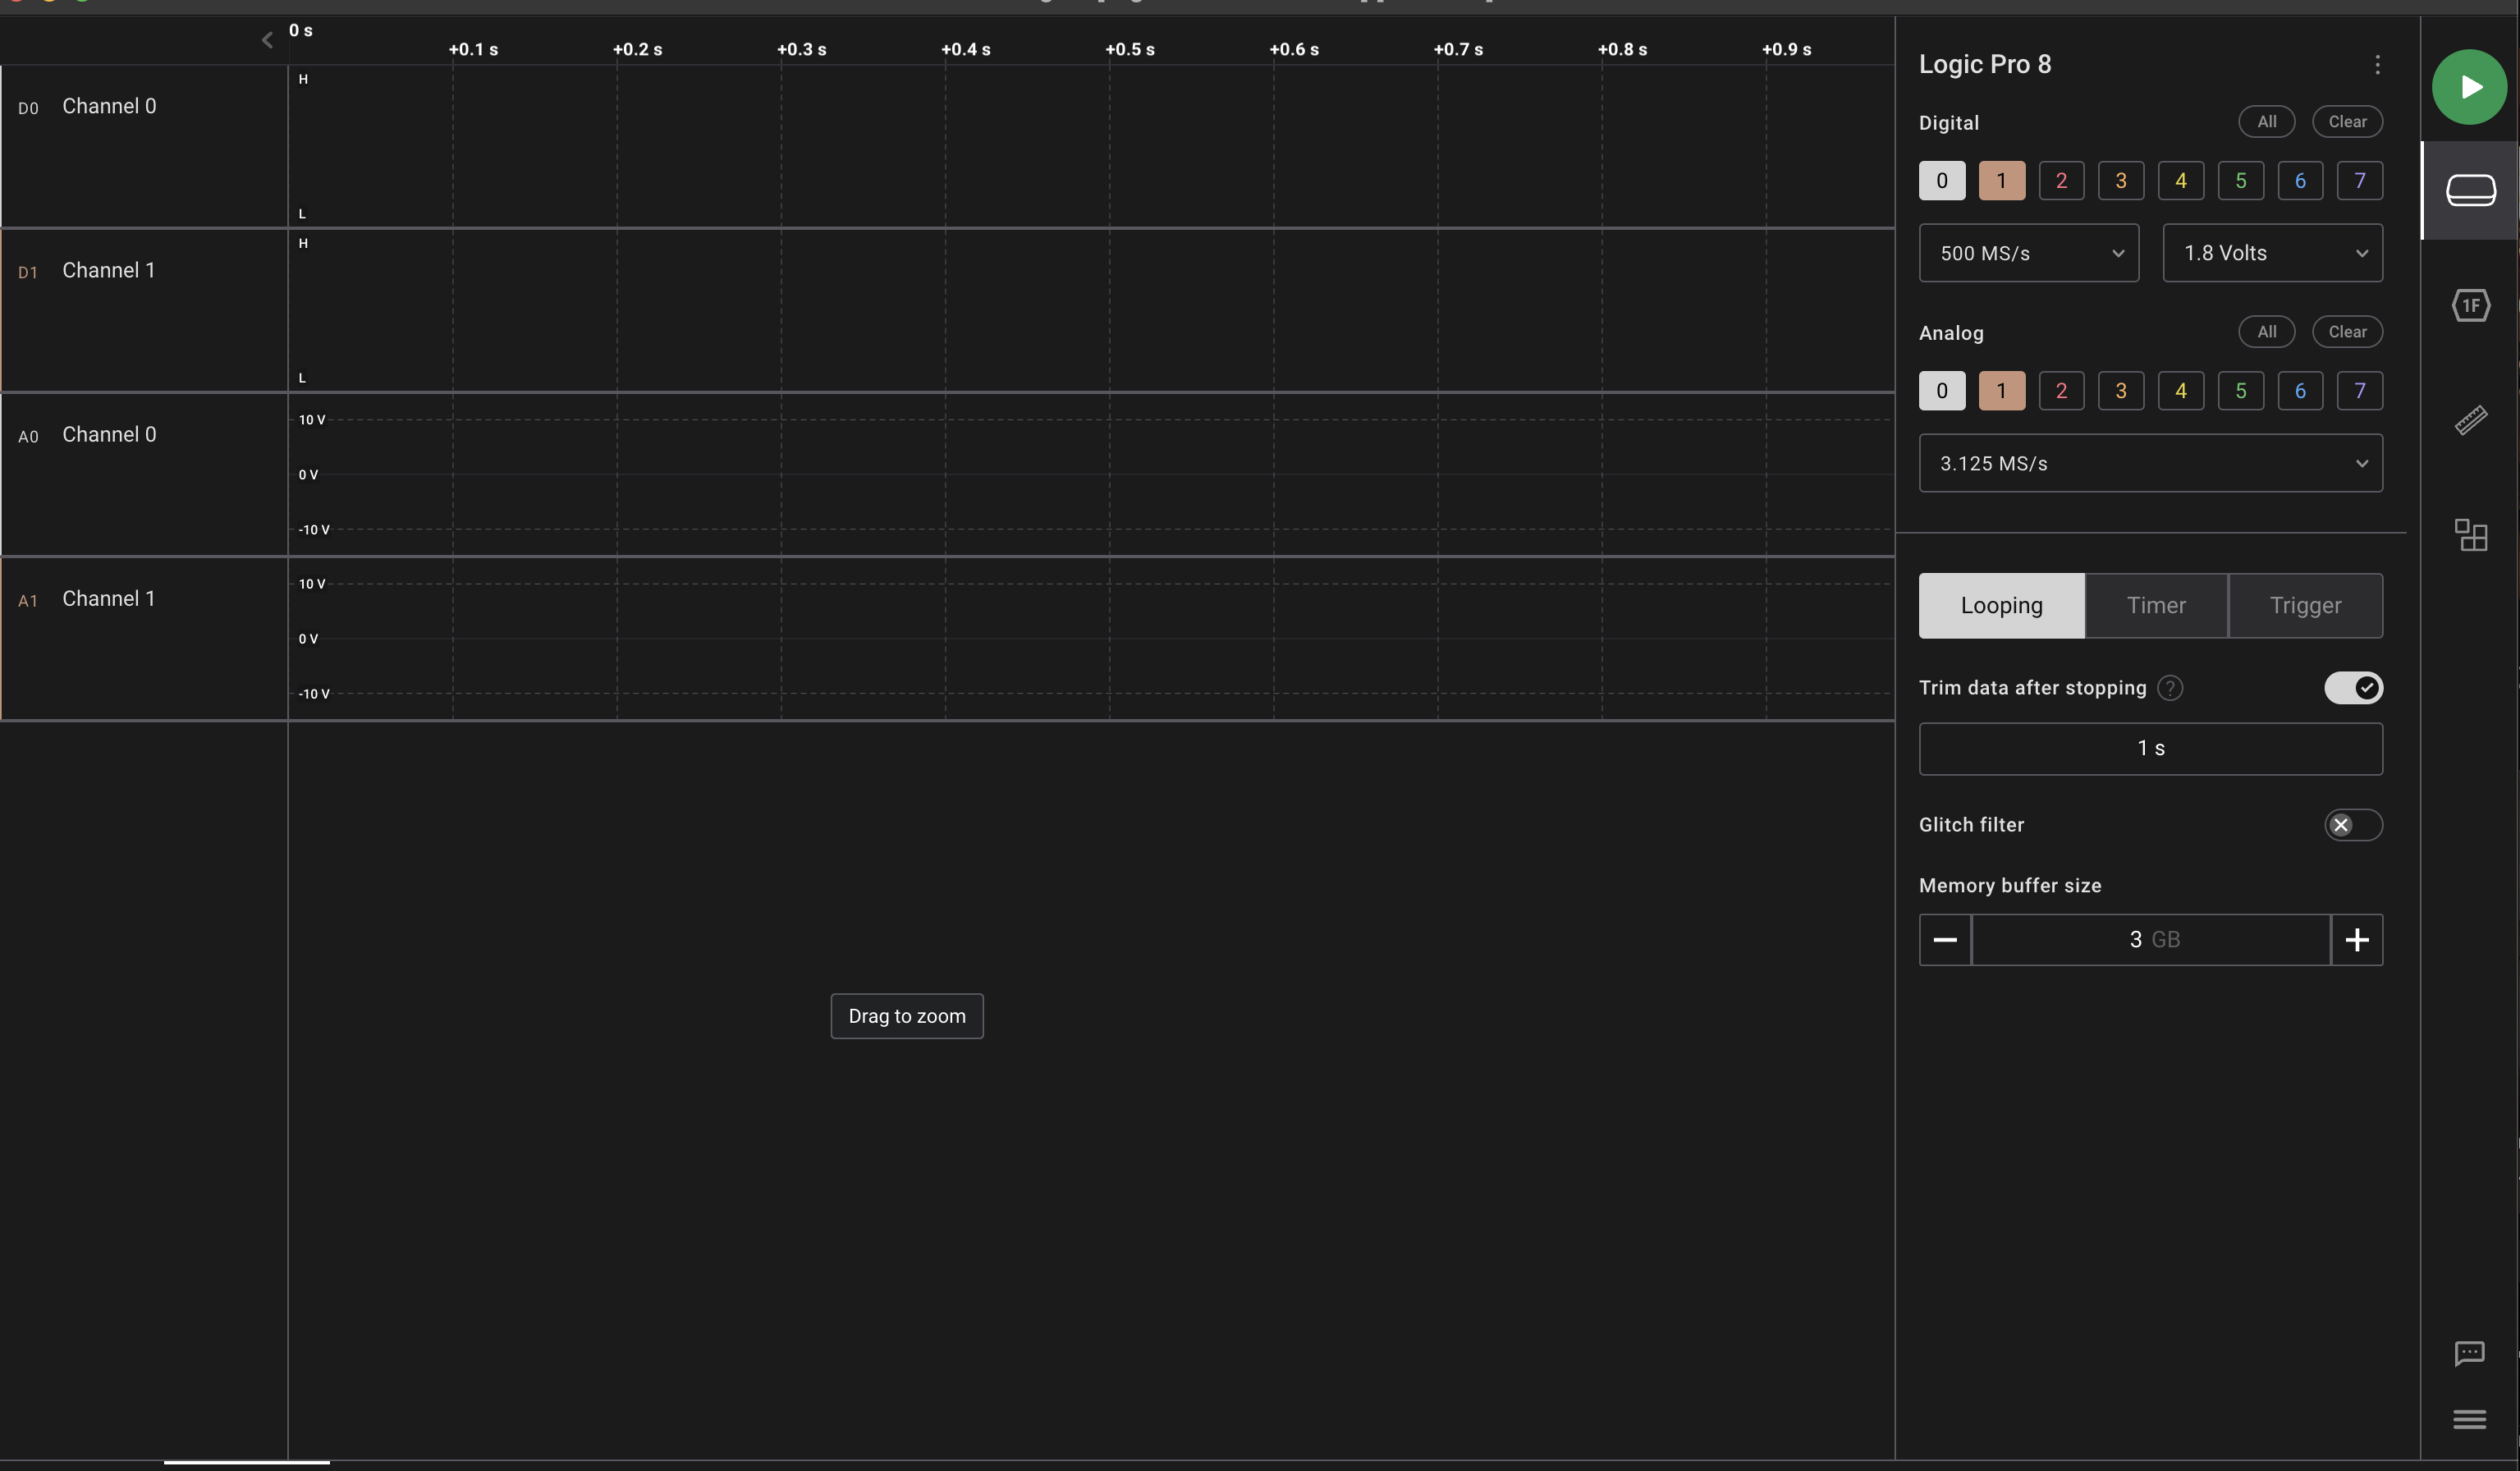 0 s
+0.1 s +0.2 s +0.3 s +0.4 s +0.5 s +0.6 s +0.7 s +0.8 s +0.9 s
D0 Channel 0
H
L
D1 Channel 1
H
L
A0 Channel 0
10 V
0 V
-10 V
A1 Channel 1
10 V
0 V
-10 V
Drag to zoom
Logic Pro 8
Digital All Clear
0 1 2 3 4 5 6 7
500 MS/s 1.8 Volts
Analog All Clear
0 1 2 3 4 5 6 7
3.125 MS/s
Looping Timer Trigger
Trim data after stopping ?
1 s
Glitch filter
Memory buffer size
3 GB
1F